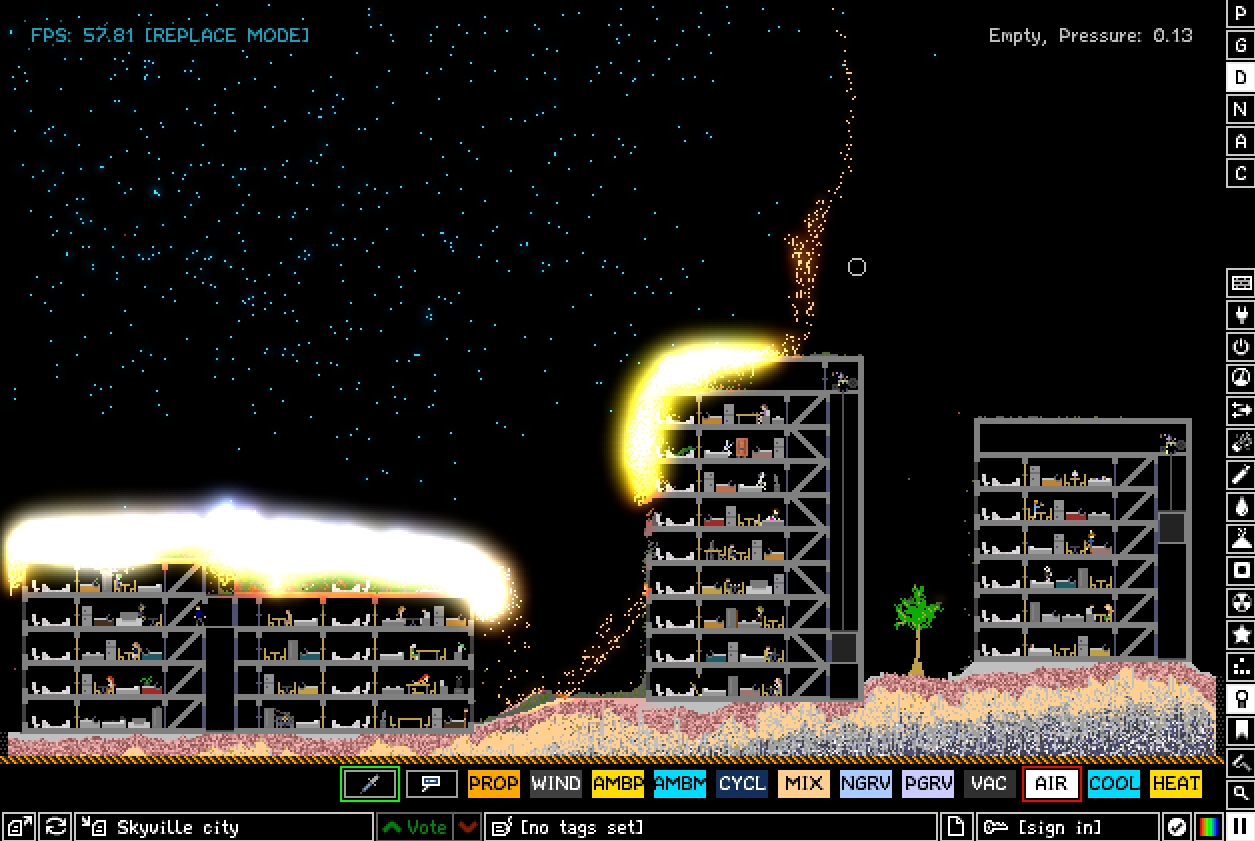 FPS: 57.81 [REPLACE MODE]
Empty, Pressure: 0.13
P
G
D
N
A
C
PROP WIND AMBP AMBM CYCL MIX NGRV PGRV VAC AIR COOL HEAT
Skyville city Vote [no tags set] [sign in]